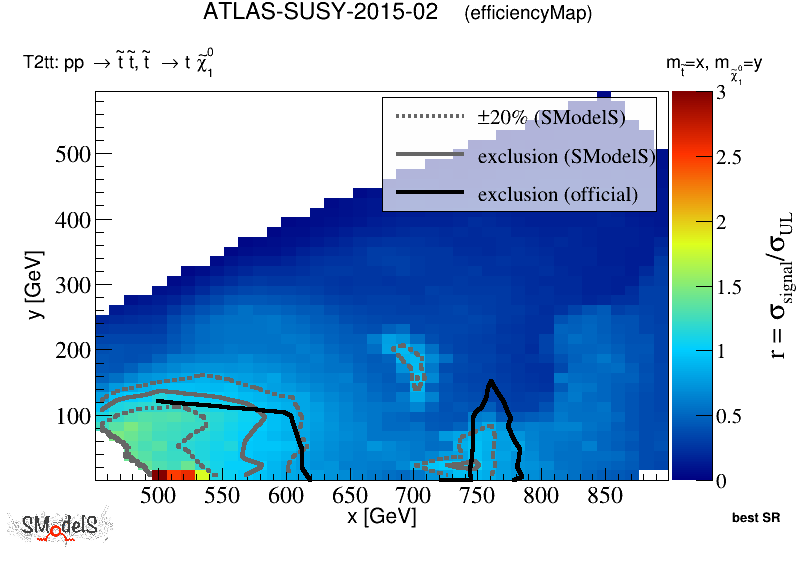 ATLAS-SUSY-2015-02 (efficiencyMap)
T2tt: pp → t̃ t̃, t̃ → t χ̃⁰₁
m_t̃=x, m_χ̃⁰₁=y
±20% (SModelS)
exclusion (SModelS)
exclusion (official)
500
400
300
200
100
y [GeV]
500 550 600 650 700 750 800 850
x [GeV]
3
2.5
2
1.5
1
0.5
0
r = σ_signal/σ_UL
SModelS
best SR